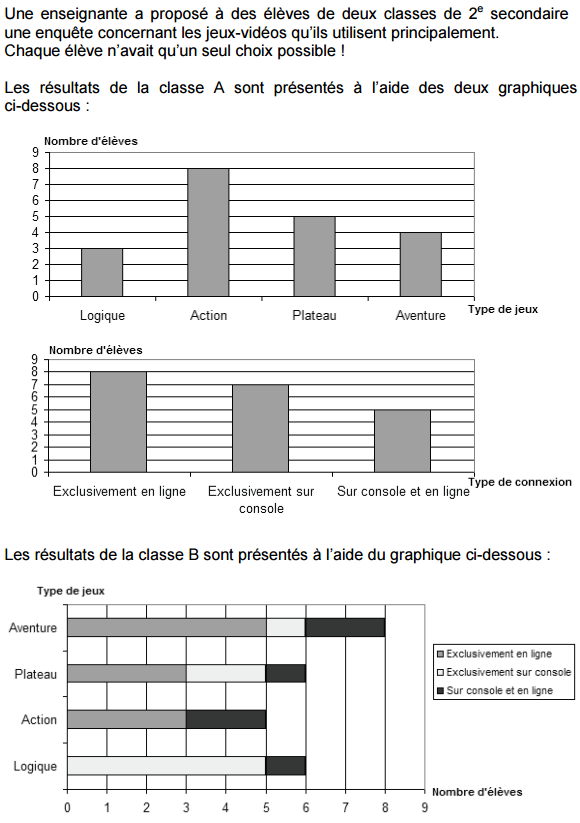 Une enseignante a proposé à des élèves de deux classes de 2e secondaire
une enquête concernant les jeux-vidéos qu'ils utilisent principalement.
Chaque élève n'avait qu'un seul choix possible !
Les résultats de la classe A sont présentés à l'aide des deux graphiques
ci-dessous :
Nombre d'élèves
9
8
7
6
5
4
3
2
1
0
Logique Action Plateau Aventure
Type de jeux
Nombre d'élèves
9
8
7
6
5
4
3
2
1
0
Exclusivement en ligne Exclusivement sur console Sur console et en ligne
Type de connexion
Les résultats de la classe B sont présentés à l'aide du graphique ci-dessous :
Type de jeux
Aventure
Plateau
Action
Logique
0 1 2 3 4 5 6 7 8 9
Nombre d'élèves
Exclusivement en ligne
Exclusivement sur console
Sur console et en ligne